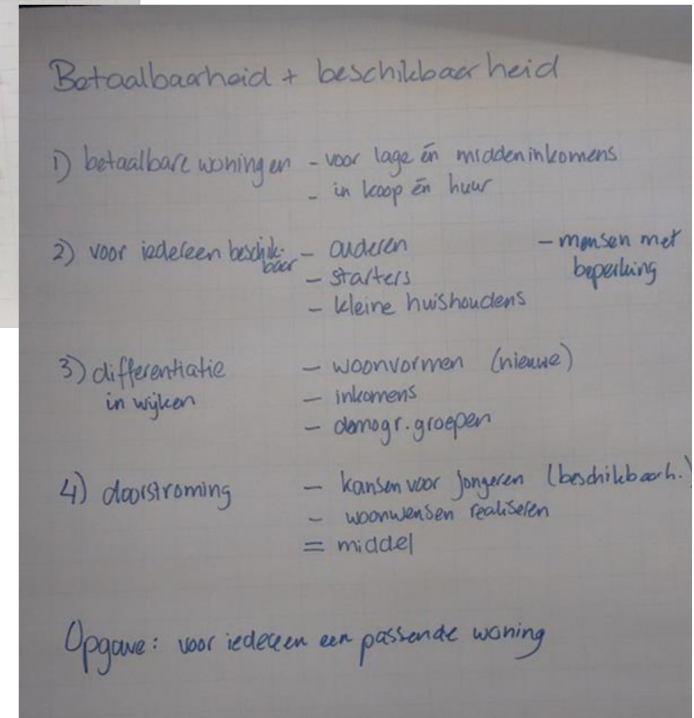 Betaalbaarheid + beschikbaarheid
1) betaalbare woningen - voor lage én middeninkomens
- in koop én huur
2) voor iedereen beschik- - ouderen - mensen met
baar - starters beperking
- kleine huishoudens
3) differentiatie - woonvormen (nieuwe)
in wijken - inkomens
- demogr. groepen
4) doorstroming - kansen voor jongeren (beschikbaarh.)
- woonwensen realiseren
= middel
Opgave: voor iedereen een passende woning